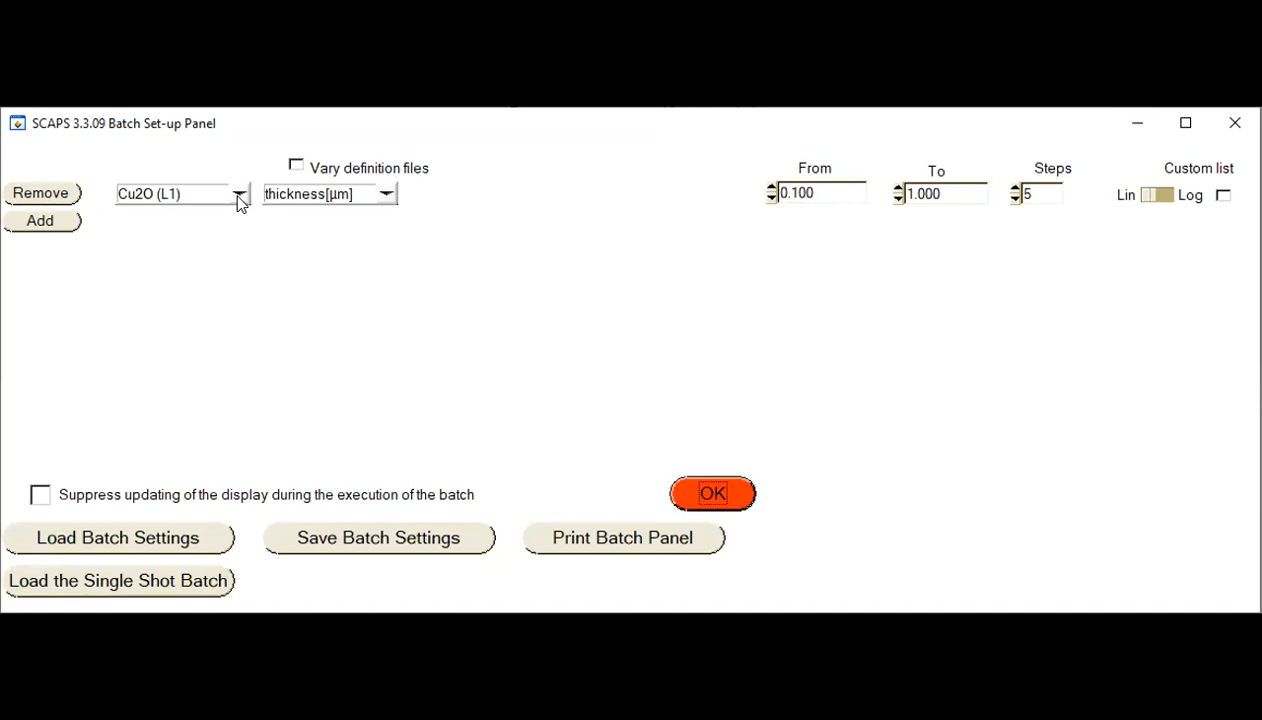 SCAPS 3.3.09 Batch Set-up Panel
Vary definition files
From
To
Steps
Custom list
Remove
Cu2O (L1)
thickness[µm]
0.100
1.000
5
Lin
Log
Add
Suppress updating of the display during the execution of the batch
OK
Load Batch Settings
Save Batch Settings
Print Batch Panel
Load the Single Shot Batch